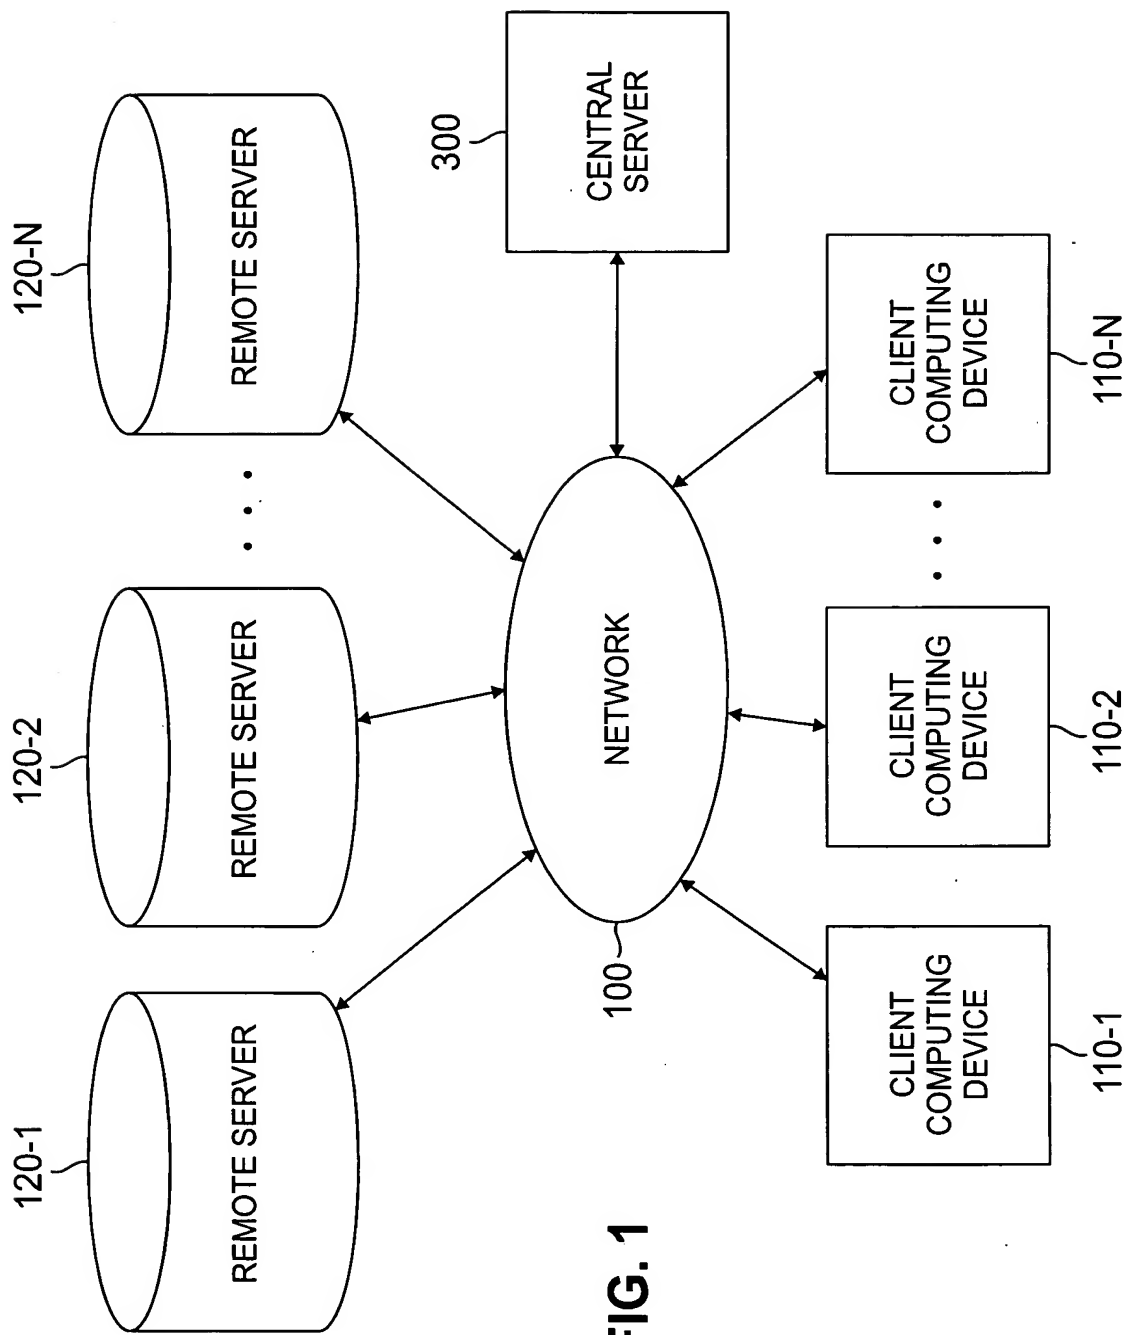 120-1
120-2
120-N
REMOTE SERVER
REMOTE SERVER
• • •
REMOTE SERVER
300
CENTRAL
SERVER
NETWORK
100
CLIENT
COMPUTING
DEVICE
CLIENT
COMPUTING
DEVICE
• • •
CLIENT
COMPUTING
DEVICE
110-1
110-2
110-N
FIG. 1